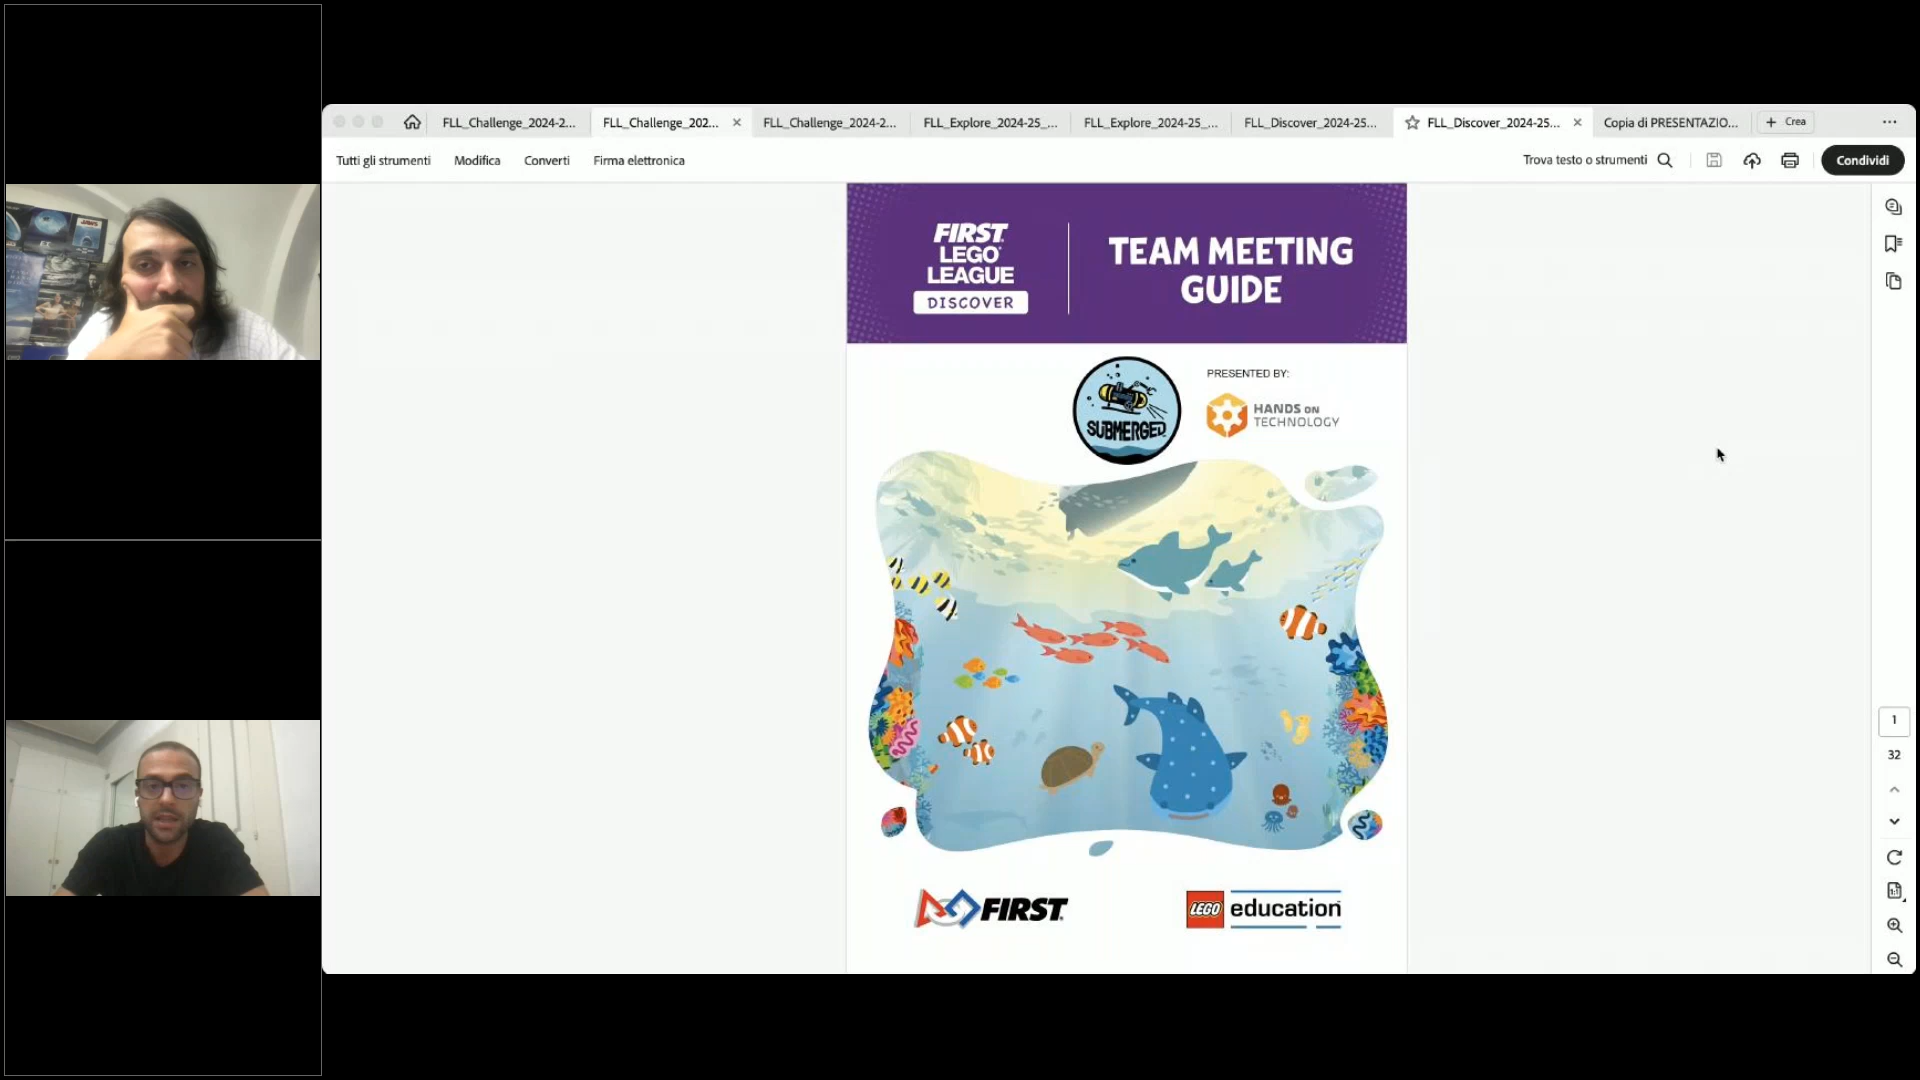 FLL_Challenge_2024-2...
FLL_Challenge_202...
FLL_Challenge_2024-2...
FLL_Explore_2024-25_...
FLL_Explore_2024-25_...
FLL_Discover_2024-25...
FLL_Discover_2024-25...
Copia di PRESENTAZIO...
Crea
Tutti gli strumenti
Modifica
Converti
Firma elettronica
Trova testo o strumenti
Condividi
FIRST
LEGO
LEAGUE
DISCOVER
TEAM MEETING
GUIDE
SUBMERGED
PRESENTED BY:
HANDS ON
TECHNOLOGY
FIRST
LEGO education
1
32